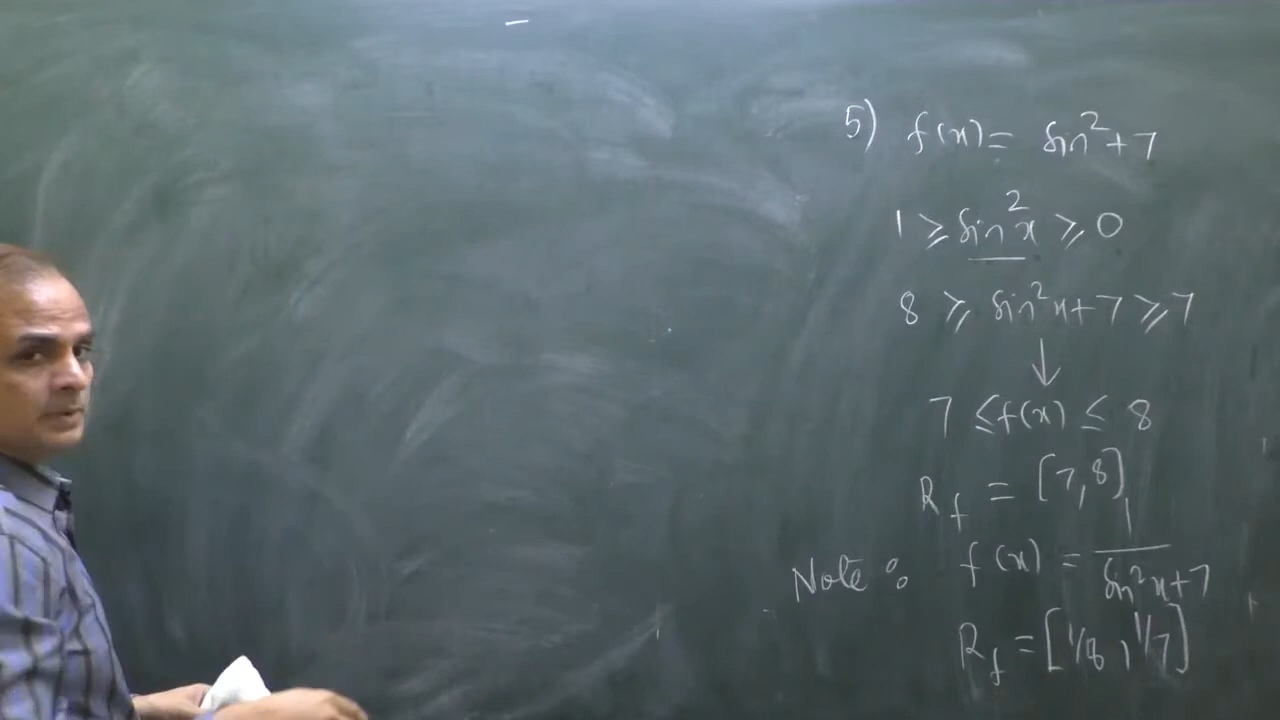 5) f(x) = sin² + 7
1 ≥ sin²x ≥ 0
8 ≥ sin²x + 7 ≥ 7
↓
7 ≤ f(x) ≤ 8
R_f = [7, 8]
Note : f(x) = 1/(sin²x + 7)
R_f = [1/8, 1/7]